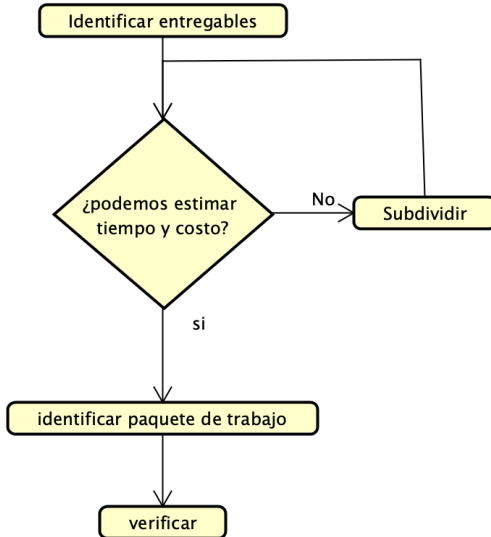 Identificar entregables
¿podemos estimar
tiempo y costo?
No
Subdividir
si
identificar paquete de trabajo
verificar